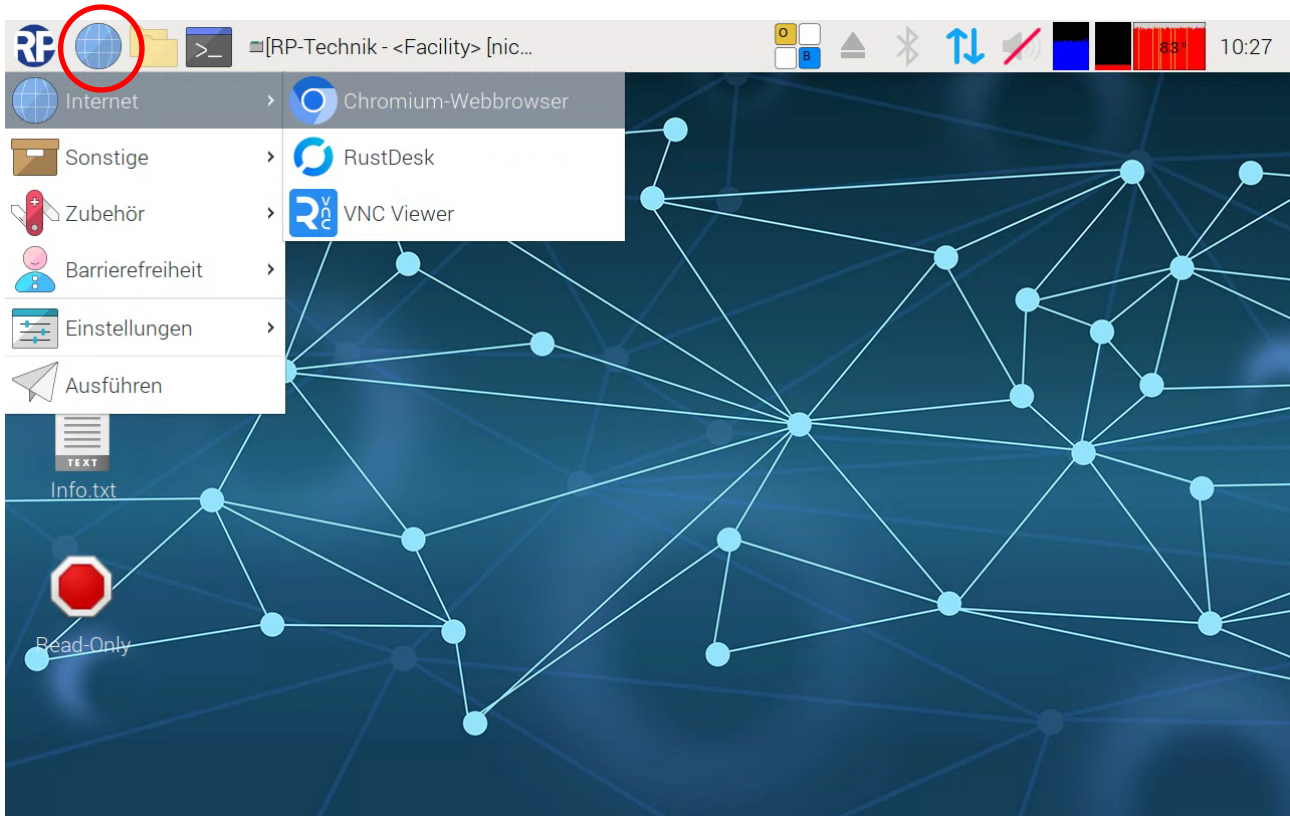 RP
>_
[RP-Technik - <Facility> [nic...
O
B
83°
10:27
Internet
Chromium-Webbrowser
Sonstige
RustDesk
Zubehör
R VNC
VNC Viewer
Barrierefreiheit
Einstellungen
Ausführen
TEXT
Info.txt
Read-Only